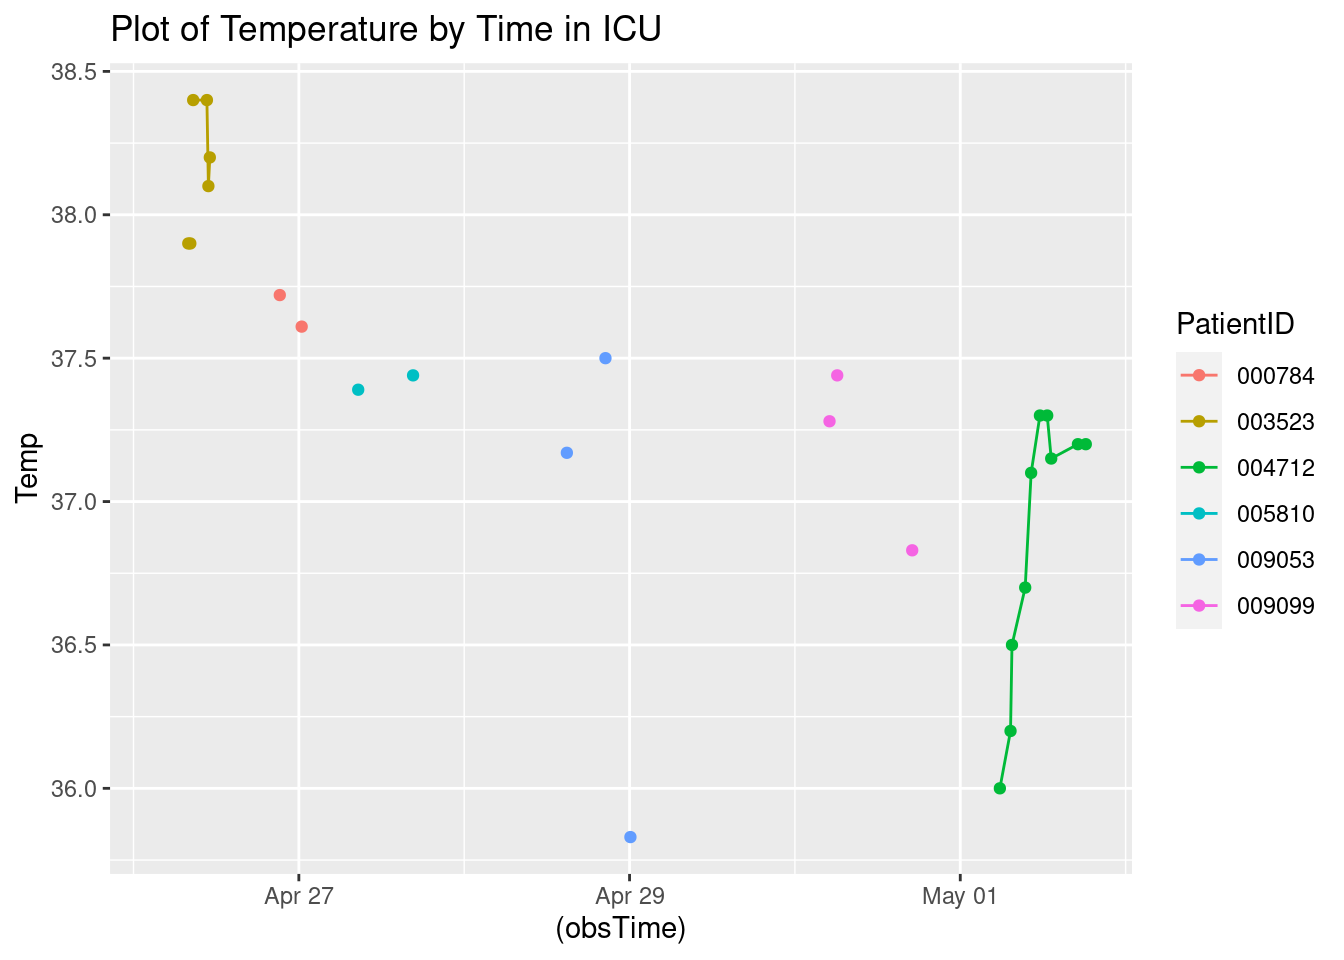 Plot of Temperature by Time in ICU
38.5
38.0
37.5
37.0
36.5
36.0
Temp
Apr 27
Apr 29
May 01
(obsTime)
PatientID
000784
003523
004712
005810
009053
009099